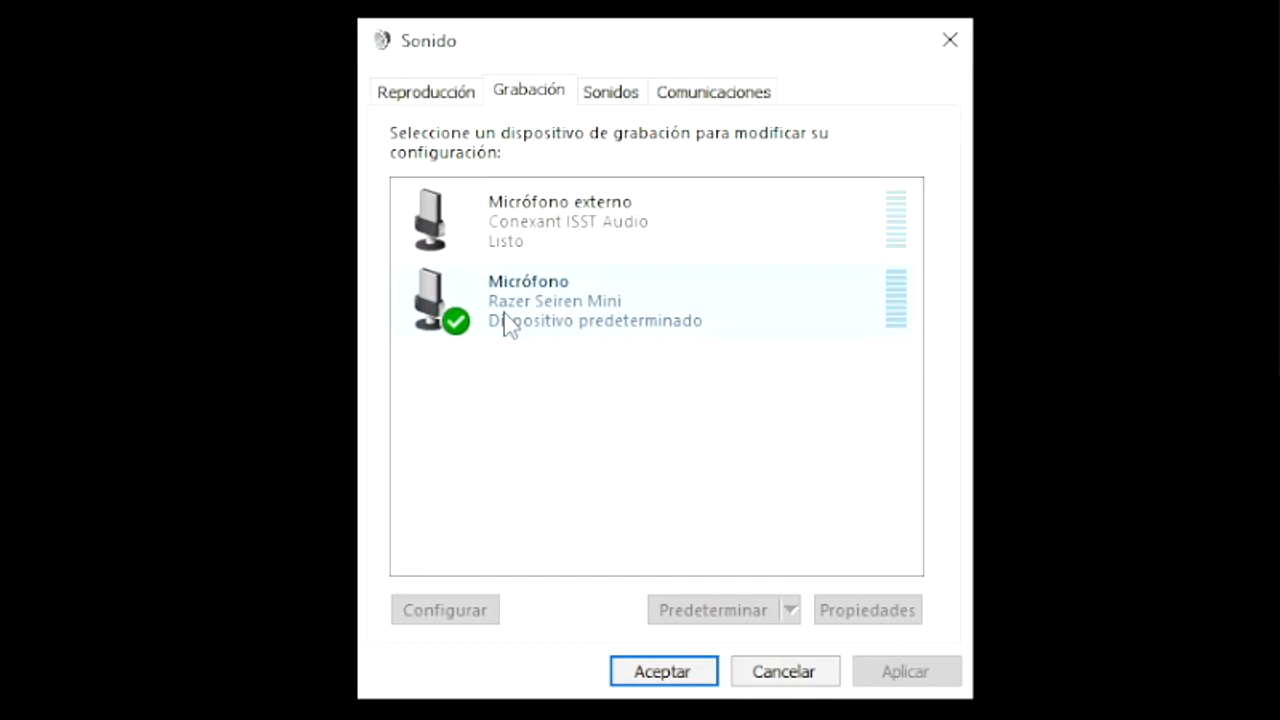 Sonido
Reproducción Grabación Sonidos Comunicaciones
Seleccione un dispositivo de grabación para modificar su
configuración:
Micrófono externo
Conexant ISST Audio
Listo
Micrófono
Razer Seiren Mini
Dispositivo predeterminado
Configurar Predeterminar Propiedades
Aceptar Cancelar Aplicar